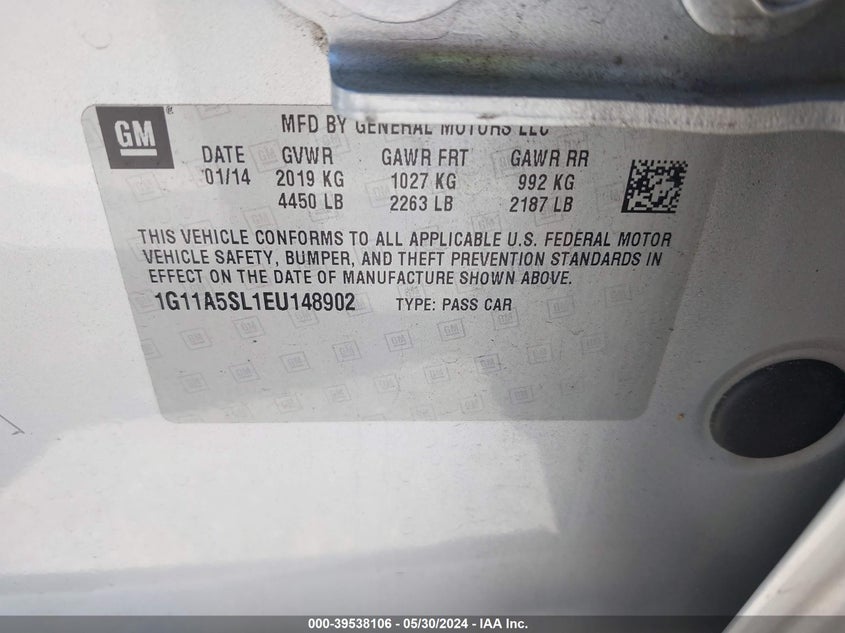 GM
MFD BY GENERAL MOTORS LLC
DATE GVWR GAWR FRT GAWR RR
01/14 2019 KG 1027 KG 992 KG
4450 LB 2263 LB 2187 LB
THIS VEHICLE CONFORMS TO ALL APPLICABLE U.S. FEDERAL MOTOR
VEHICLE SAFETY, BUMPER, AND THEFT PREVENTION STANDARDS IN
EFFECT ON THE DATE OF MANUFACTURE SHOWN ABOVE.
1G11A5SL1EU148902 TYPE: PASS CAR
000-39538106 - 05/30/2024 - IAA, Inc.